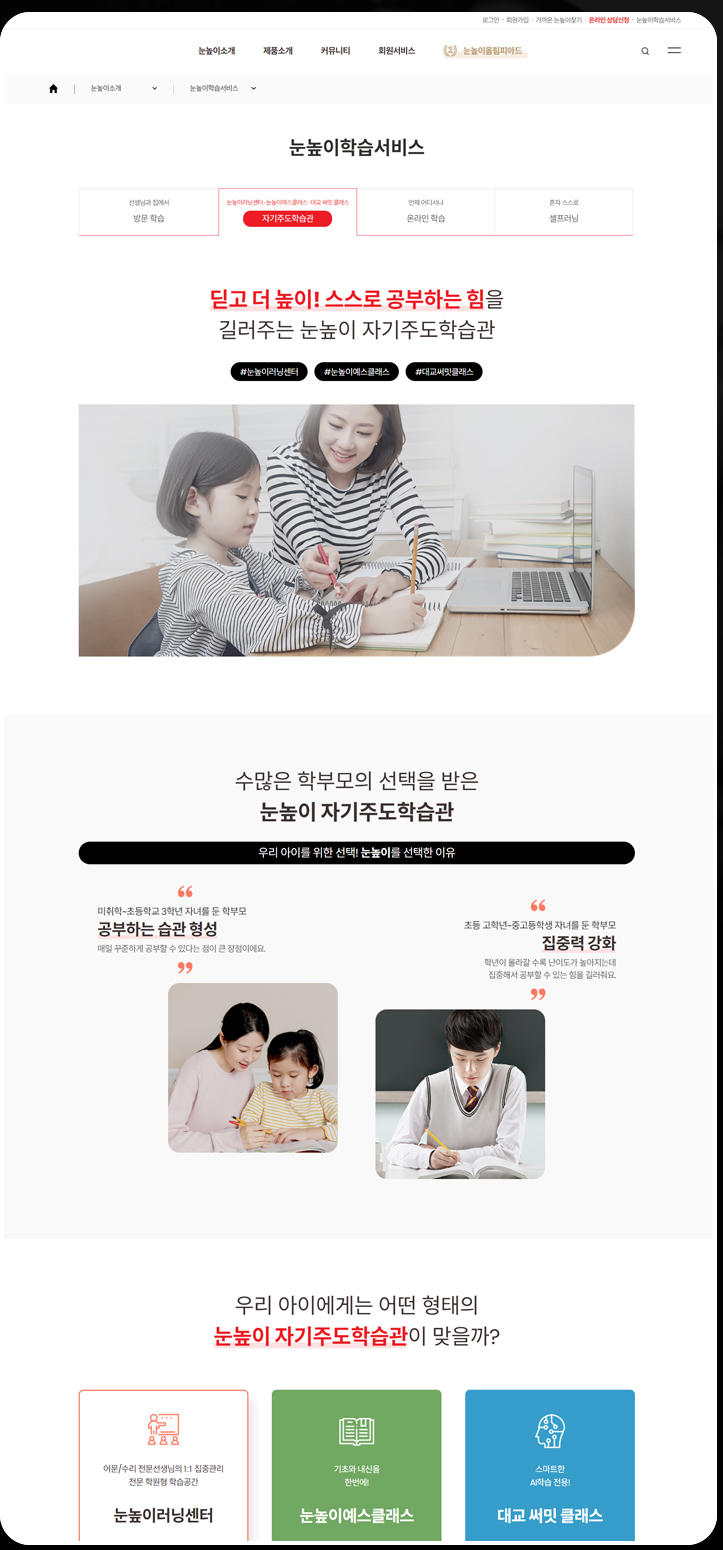 로그인 · 회원가입 · 가까운 눈높이찾기 · 온라인 상담신청 · 눈높이학습서비스
눈높이소개 제품소개 커뮤니티 회원서비스 눈높이올림피아드
눈높이소개 눈높이학습서비스
눈높이학습서비스
선생님과 집에서
방문 학습
눈높이러닝센터·눈높이예스클래스·대교 써밋 클래스
자기주도학습관
언제 어디서나
온라인 학습
혼자 스스로
셀프러닝
딛고 더 높이! 스스로 공부하는 힘을
길러주는 눈높이 자기주도학습관
#눈높이러닝센터 #눈높이예스클래스 #대교써밋클래스
수많은 학부모의 선택을 받은
눈높이 자기주도학습관
우리 아이를 위한 선택! 눈높이를 선택한 이유
“
미취학~초등학교 3학년 자녀를 둔 학부모
공부하는 습관 형성
매일 꾸준하게 공부할 수 있다는 점이 큰 장점이에요.
”
“
초등 고학년~중고등학생 자녀를 둔 학부모
집중력 강화
학년이 올라갈 수록 난이도가 높아지는데
집중해서 공부할 수 있는 힘을 길러줘요.
”
우리 아이에게는 어떤 형태의
눈높이 자기주도학습관이 맞을까?
어문/수리 전문선생님의 1:1 집중관리
전문 학원형 학습공간
눈높이러닝센터
기초와 내신을
한번에!
눈높이예스클래스
스마트한
AI학습 전용!
대교 써밋 클래스